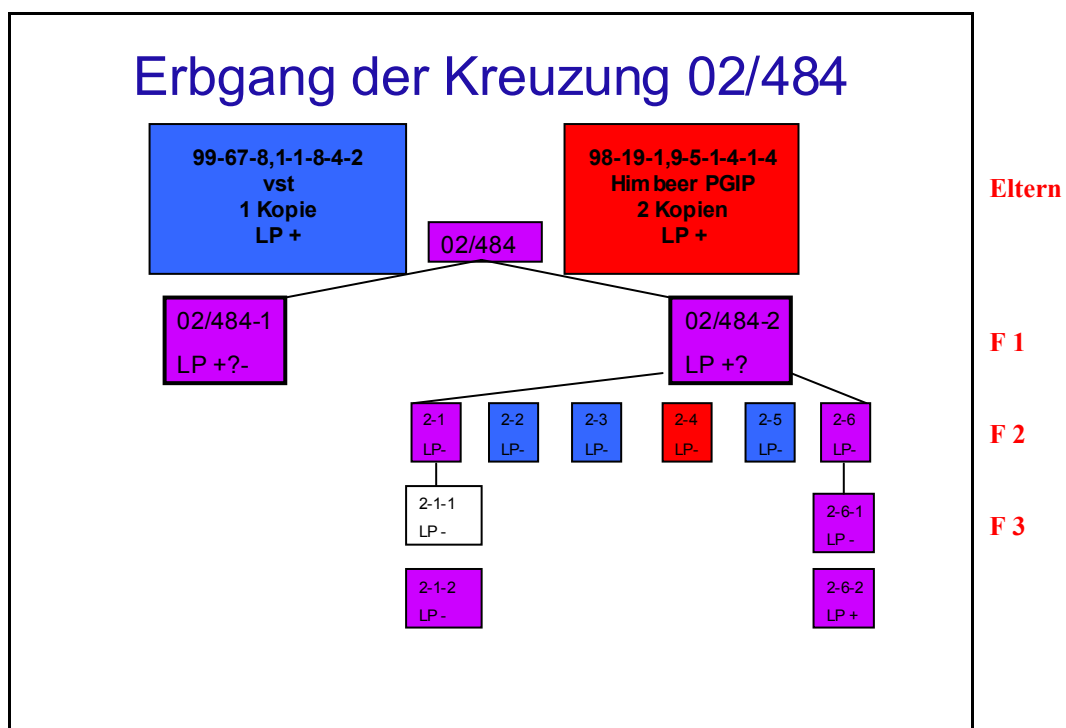 Erbgang der Kreuzung 02/484
99-67-8,1-1-8-4-2
vst
1 Kopie
LP +
98-19-1,9-5-1-4-1-4
Himbeer PGIP
2 Kopien
LP +
Eltern
02/484
02/484-1
LP +?-
02/484-2
LP +?
F 1
2-1
LP-
2-2
LP-
2-3
LP-
2-4
LP-
2-5
LP-
2-6
LP-
F 2
2-1-1
LP -
2-6-1
LP -
F 3
2-1-2
LP -
2-6-2
LP +